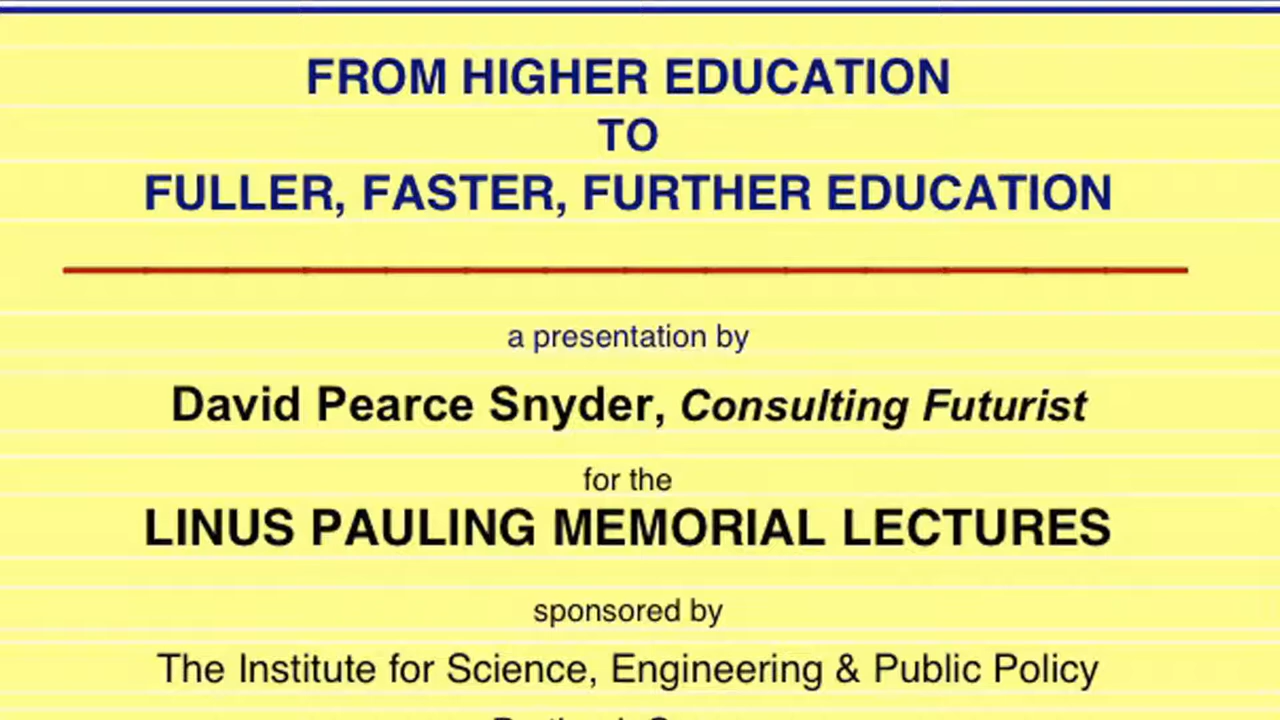 FROM HIGHER EDUCATION
TO
FULLER, FASTER, FURTHER EDUCATION
a presentation by
David Pearce Snyder, Consulting Futurist
for the
LINUS PAULING MEMORIAL LECTURES
sponsored by
The Institute for Science, Engineering & Public Policy